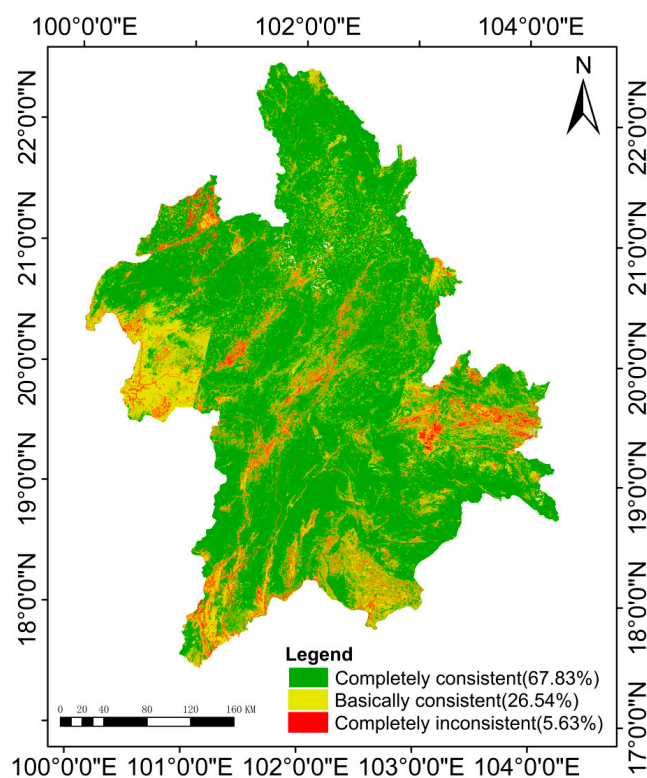 100°0'0"E 102°0'0"E 104°0'0"E
N
22°0'0"N
22°0'0"N
21°0'0"N
21°0'0"N
20°0'0"N
20°0'0"N
19°0'0"N
19°0'0"N
18°0'0"N
18°0'0"N
17°0'0"N
Legend
Completely consistent(67.83%)
Basically consistent(26.54%)
Completely inconsistent(5.63%)
0 20 40 80 120 160 KM
100°0'0"E 101°0'0"E 102°0'0"E 103°0'0"E 104°0'0"E